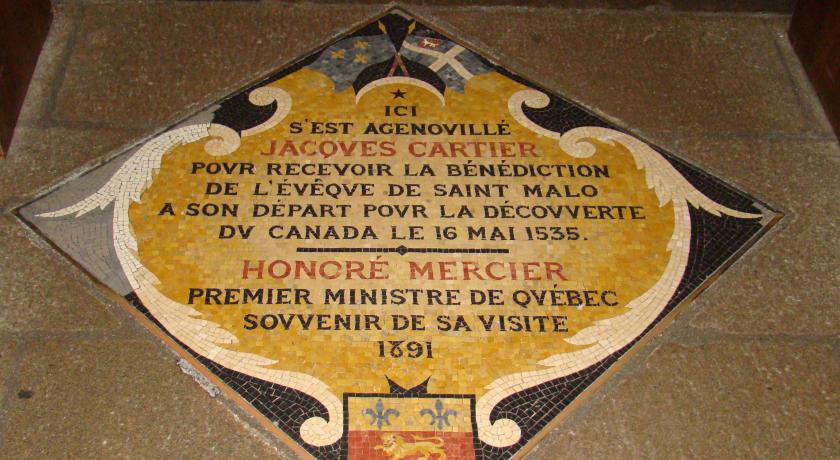 ICI
S'EST AGENOVILLÉ
JACQVES CARTIER
POVR RECEVOIR LA BÉNÉDICTION
DE L'ÉVÊQVE DE SAINT MALO
A SON DÉPART POVR LA DÉCOVVERTE
DV CANADA LE 16 MAI 1535.
HONORÉ MERCIER
PREMIER MINISTRE DE QVÉBEC
SOVVENIR DE SA VISITE
1891